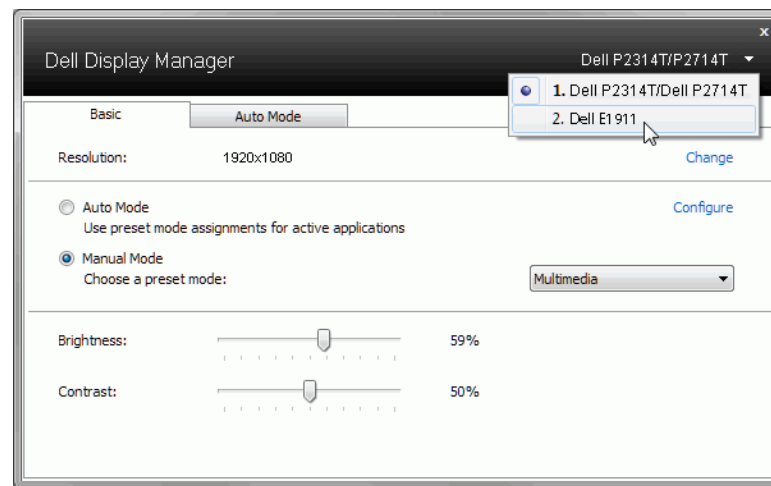 x
Dell Display Manager
Dell P2314T/P2714T
1. Dell P2314T/Dell P2714T
2. Dell E1911
Basic
Auto Mode
Resolution:
1920x1080
Change
Auto Mode
Configure
Use preset mode assignments for active applications
Manual Mode
Choose a preset mode:
Multimedia
Brightness:
59%
Contrast:
50%